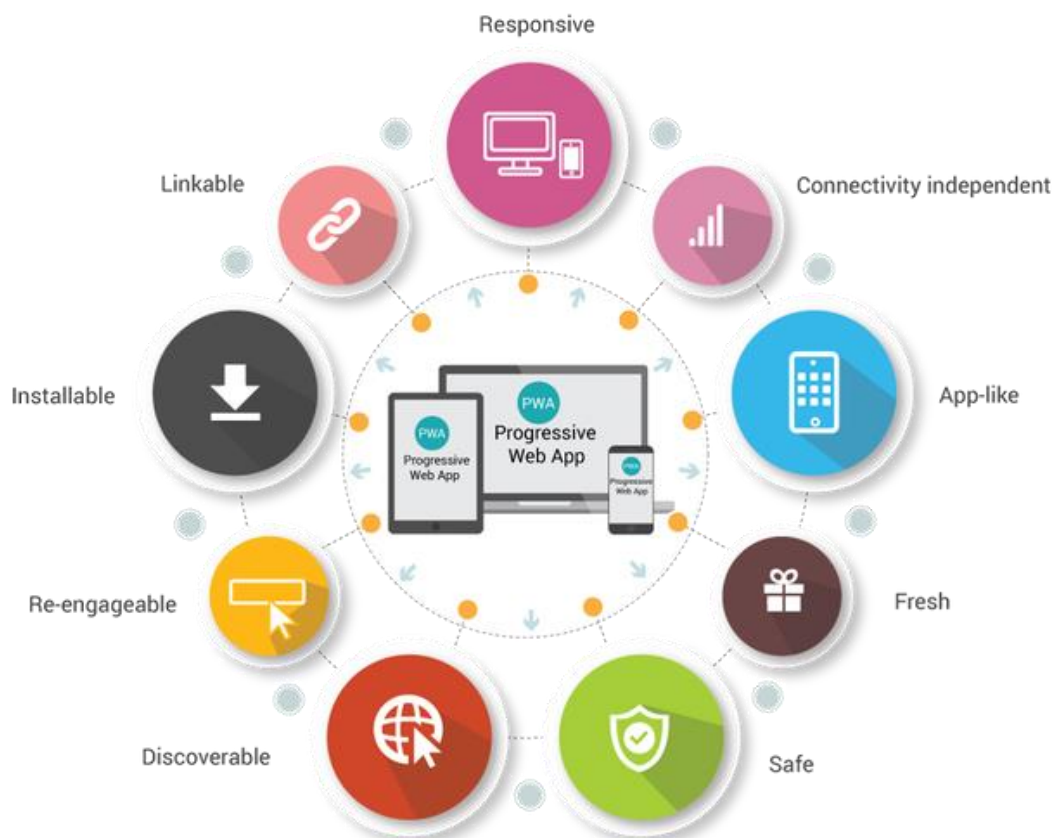 Responsive
Linkable
Connectivity independent
Installable
App-like
PWA
Progressive
Web App
PWA
Progressive
Web App
PWA
Progressive
Web App
Re-engageable
Fresh
Discoverable
Safe